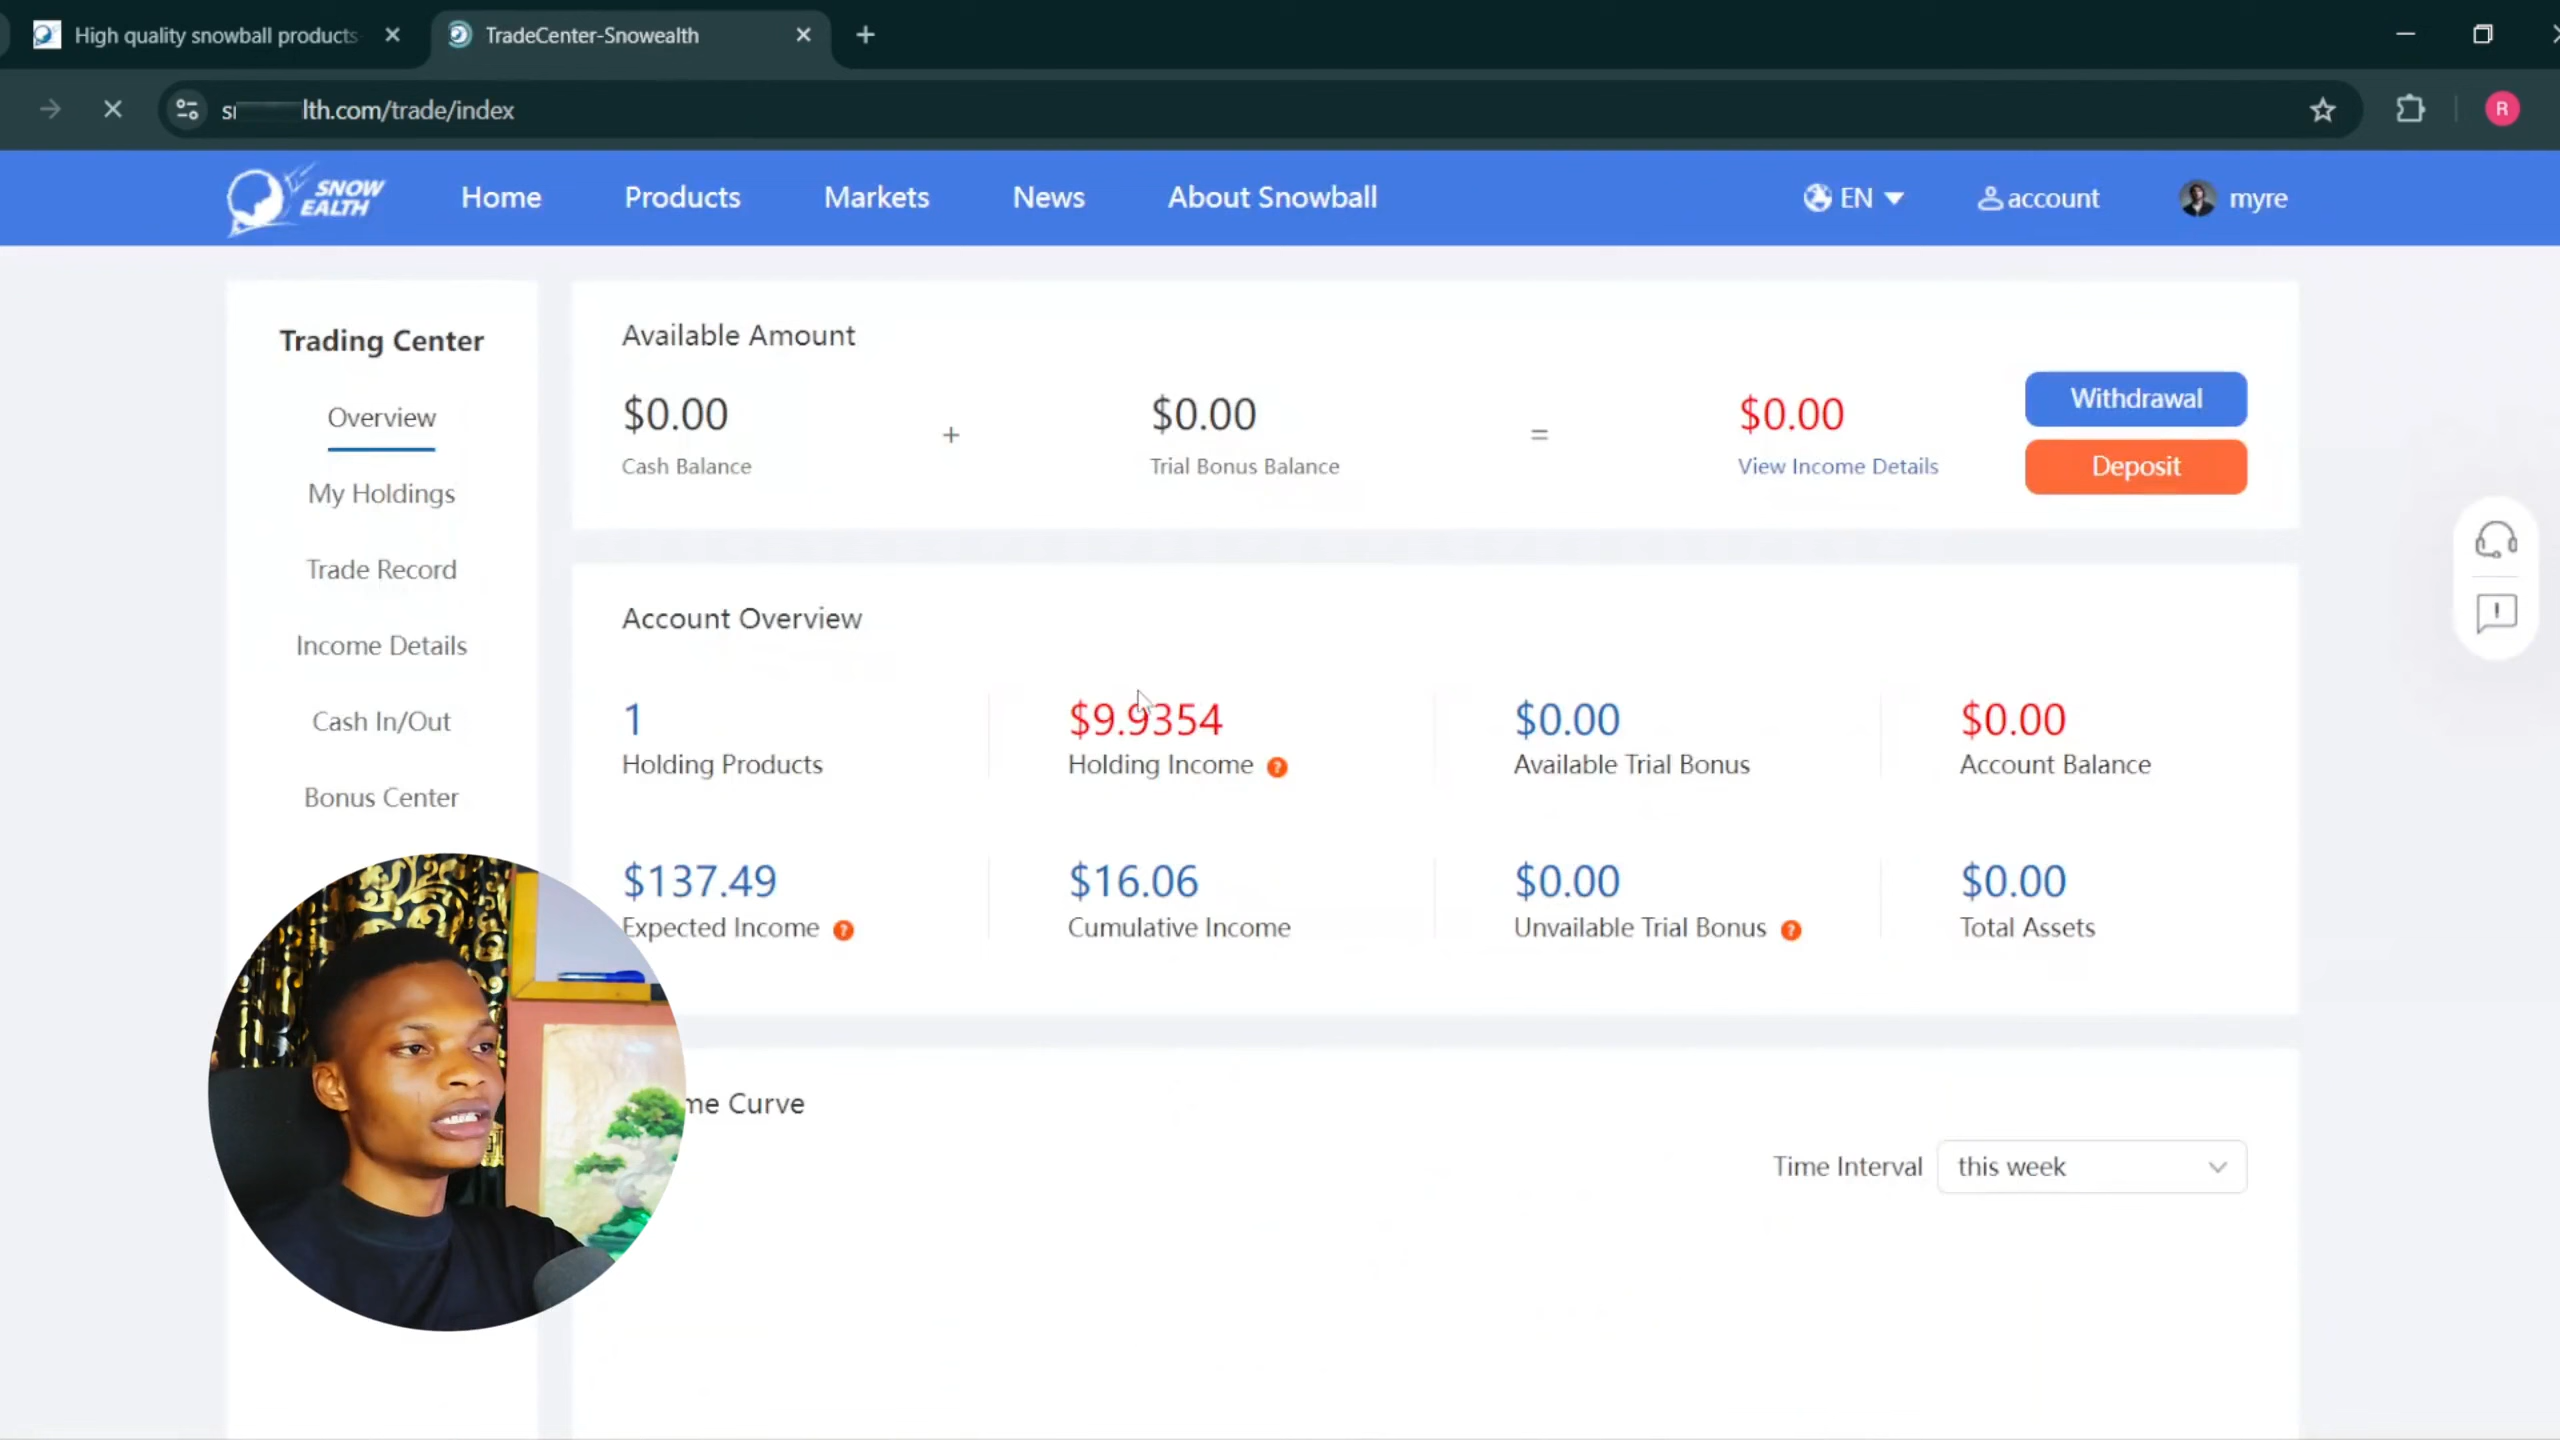 High quality snowball products
TradeCenter-Snowealth
lth.com/trade/index
R
SNOW
EALTH
Home
Products
Markets
News
About Snowball
EN
account
myre
Trading Center
Overview
My Holdings
Trade Record
Income Details
Cash In/Out
Bonus Center
Available Amount
$0.00
Cash Balance
+
$0.00
Trial Bonus Balance
=
$0.00
View Income Details
Withdrawal
Deposit
Account Overview
1
Holding Products
$9.9354
Holding Income ?
$0.00
Available Trial Bonus
$0.00
Account Balance
$137.49
Expected Income ?
$16.06
Cumulative Income
$0.00
Unvailable Trial Bonus ?
$0.00
Total Assets
me Curve
Time Interval
this week